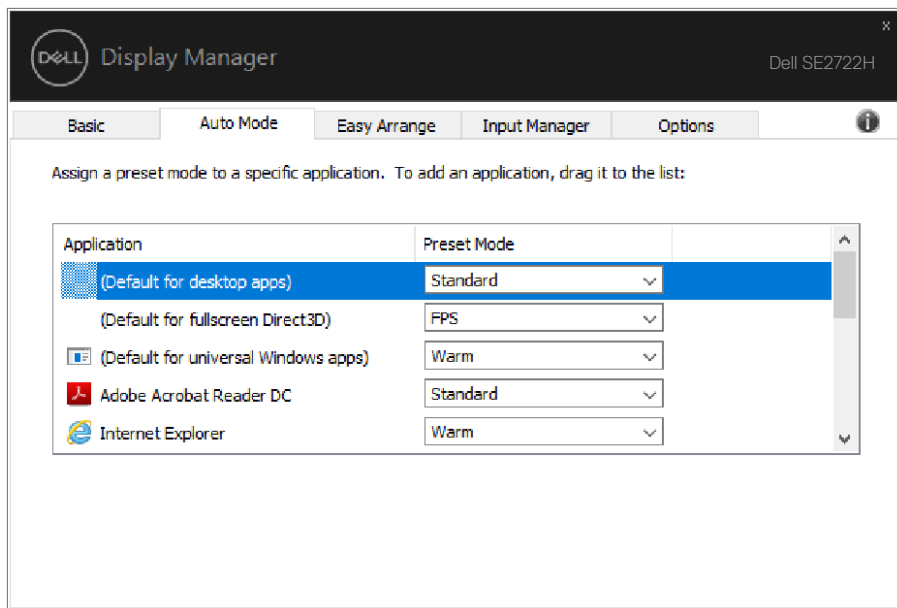 DELL Display Manager
x
Dell SE2722H
Basic Auto Mode Easy Arrange Input Manager Options
Assign a preset mode to a specific application. To add an application, drag it to the list:
Application Preset Mode
(Default for desktop apps) Standard
(Default for fullscreen Direct3D) FPS
(Default for universal Windows apps) Warm
Adobe Acrobat Reader DC Standard
Internet Explorer Warm